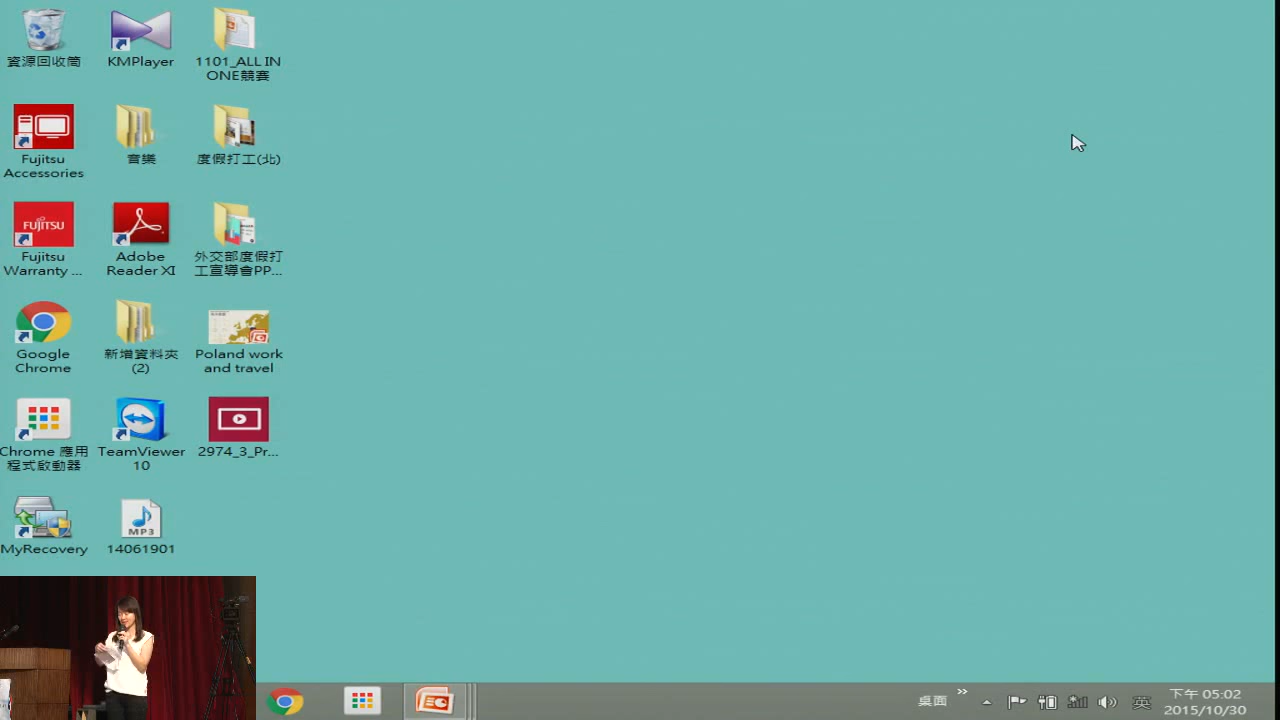 資源回收筒
KMPlayer
1101_ALL IN
ONE競賽
Fujitsu
Accessories
音樂
度假打工(北)
FUJITSU
Fujitsu
Warranty ...
Adobe
Reader XI
外交部度假打
工宣導會PP...
Google
Chrome
新增資料夾
(2)
Poland work
and travel
Chrome 應用
程式啟動器
TeamViewer
10
2974_3_Pr...
MyRecovery
MP3
14061901
桌面
英
下午 05:02
2015/10/30